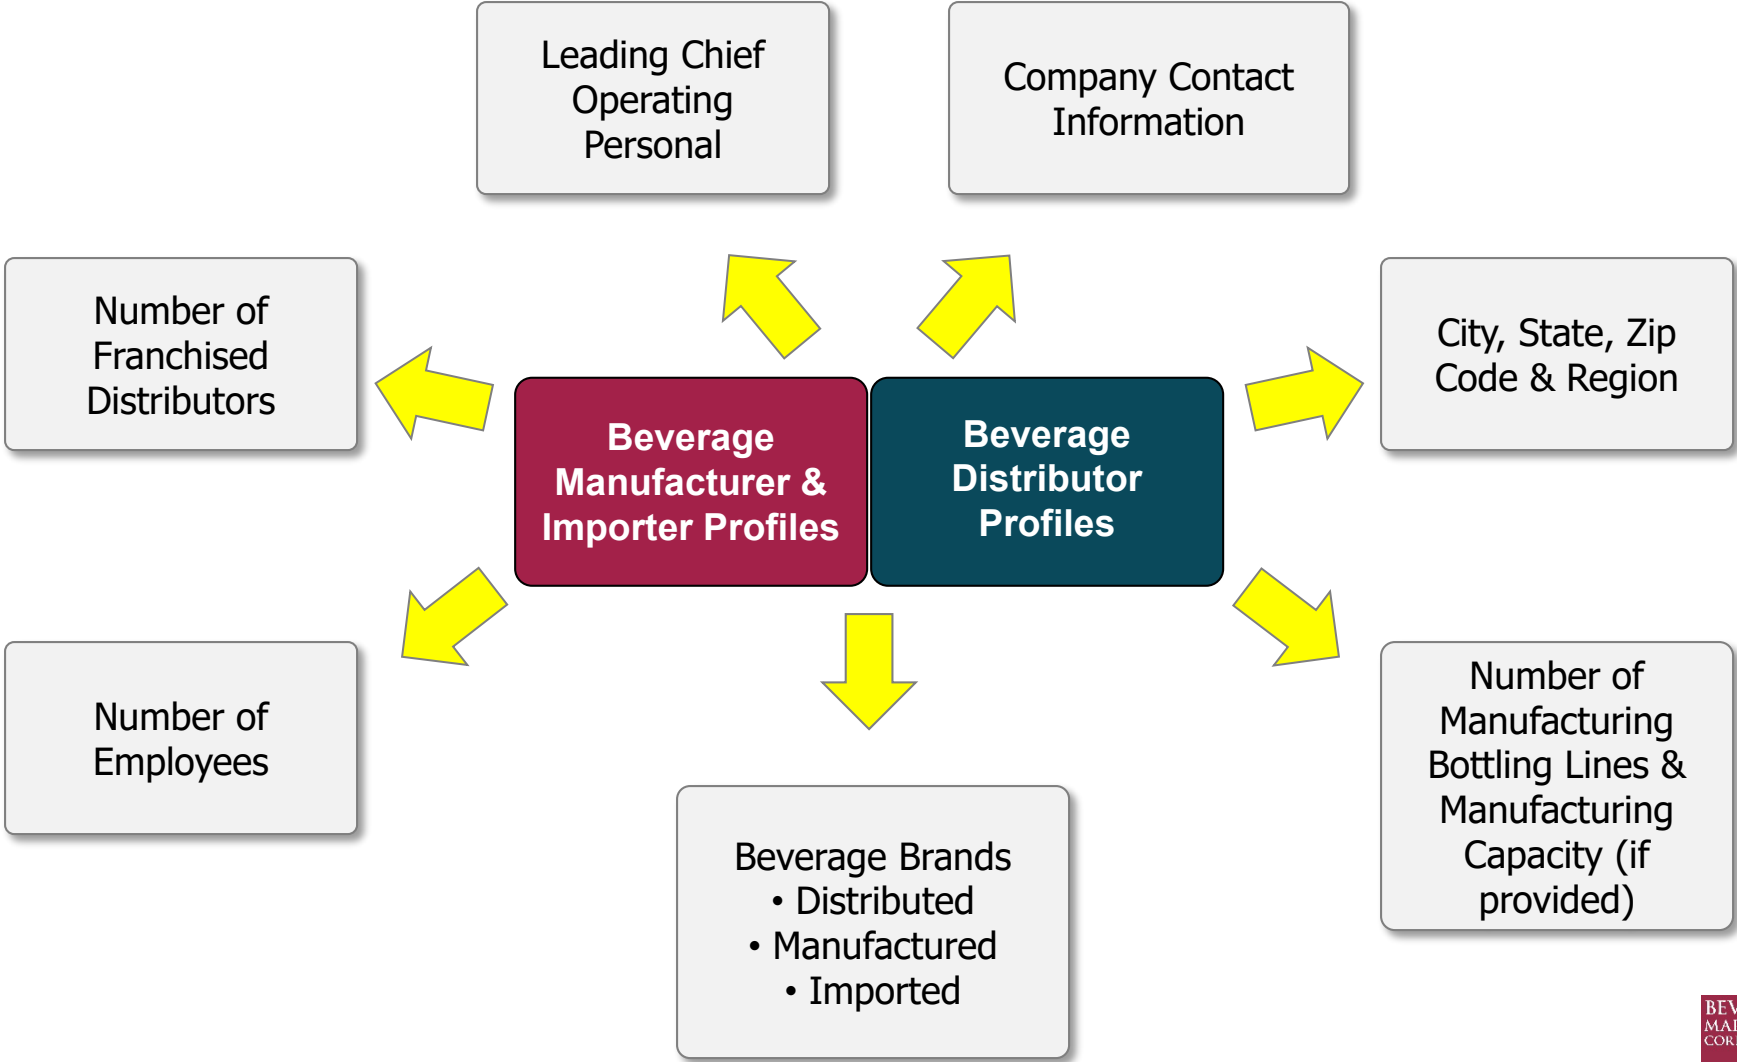 Leading Chief
Operating
Personal
Company Contact
Information
Number of
Franchised
Distributors
City, State, Zip
Code & Region
Beverage
Manufacturer &
Importer Profiles
Beverage
Distributor
Profiles
Number of
Employees
Number of
Manufacturing
Bottling Lines &
Manufacturing
Capacity (if
provided)
Beverage Brands
• Distributed
• Manufactured
• Imported